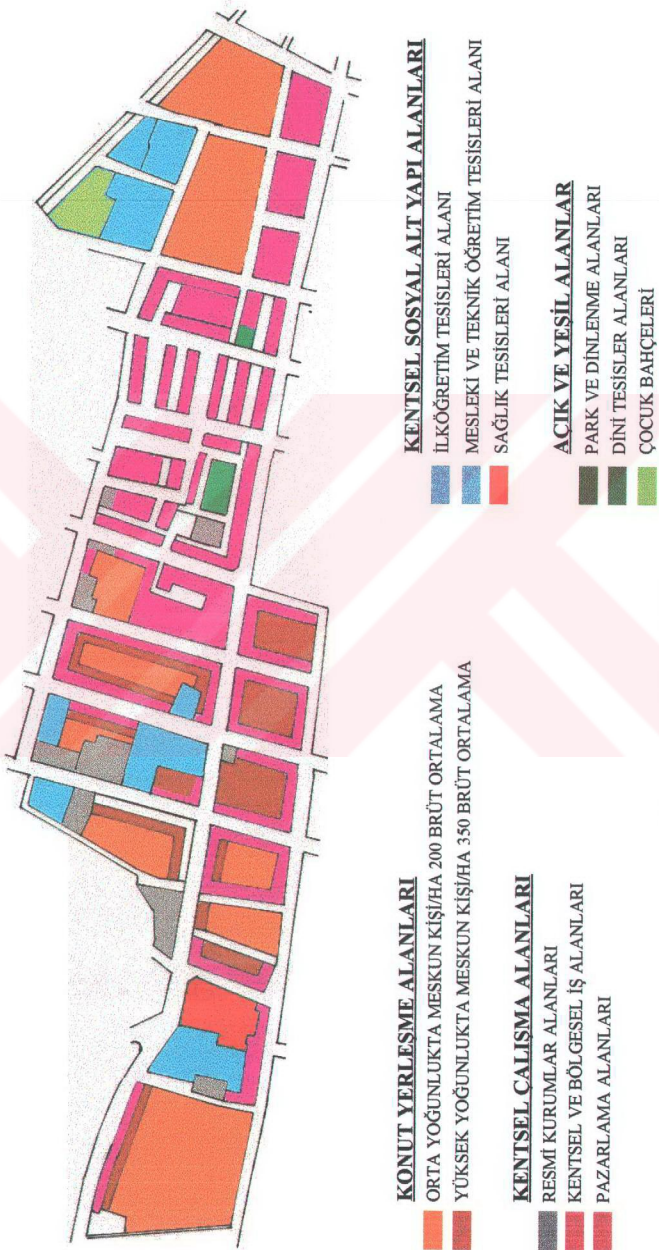 KONUT YERLEŞME ALANLARI
ORTA YOĞUNLUKTA MESKUN KİŞİ/HA 200 BRÜT ORTALAMA
YÜKSEK YOĞUNLUKTA MESKUN KİŞİ/HA 350 BRÜT ORTALAMA
KENTSEL ÇALIŞMA ALANLARI
RESMİ KURUMLAR ALANLARI
KENTSEL VE BÖLGESEL İŞ ALANLARI
PAZARLAMA ALANLARI
KENTSEL SOSYAL ALT YAPI ALANLARI
İLKÖĞRETİM TESİSLERİ ALANI
MESLEKİ VE TEKNİK ÖĞRETİM TESİSLERİ ALANI
SAĞLIK TESİSLERİ ALANI
AÇIK VE YEŞİL ALANLAR
PARK VE DİNLENME ALANLARI
DİNİ TESİSLER ALANLARI
ÇOCUK BAHÇELERİ